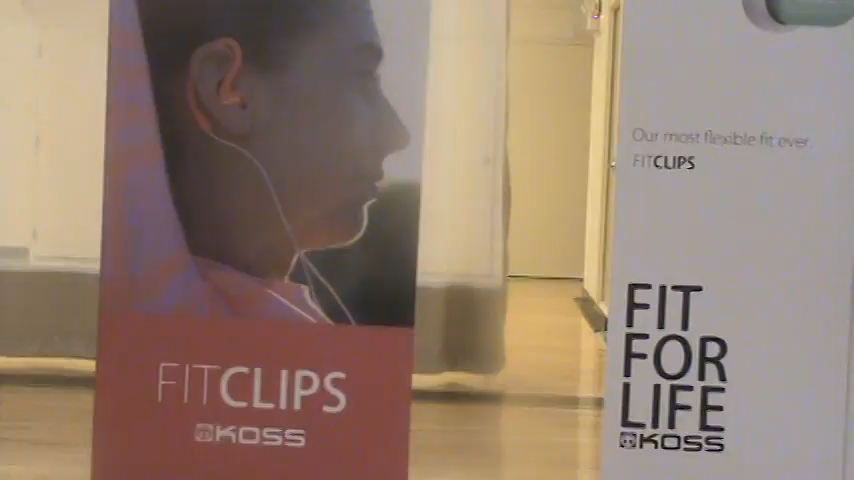 FITCLIPS
KOSS
Our most flexible fit ever.
FITCLIPS
FIT
FOR
LIFE
KOSS